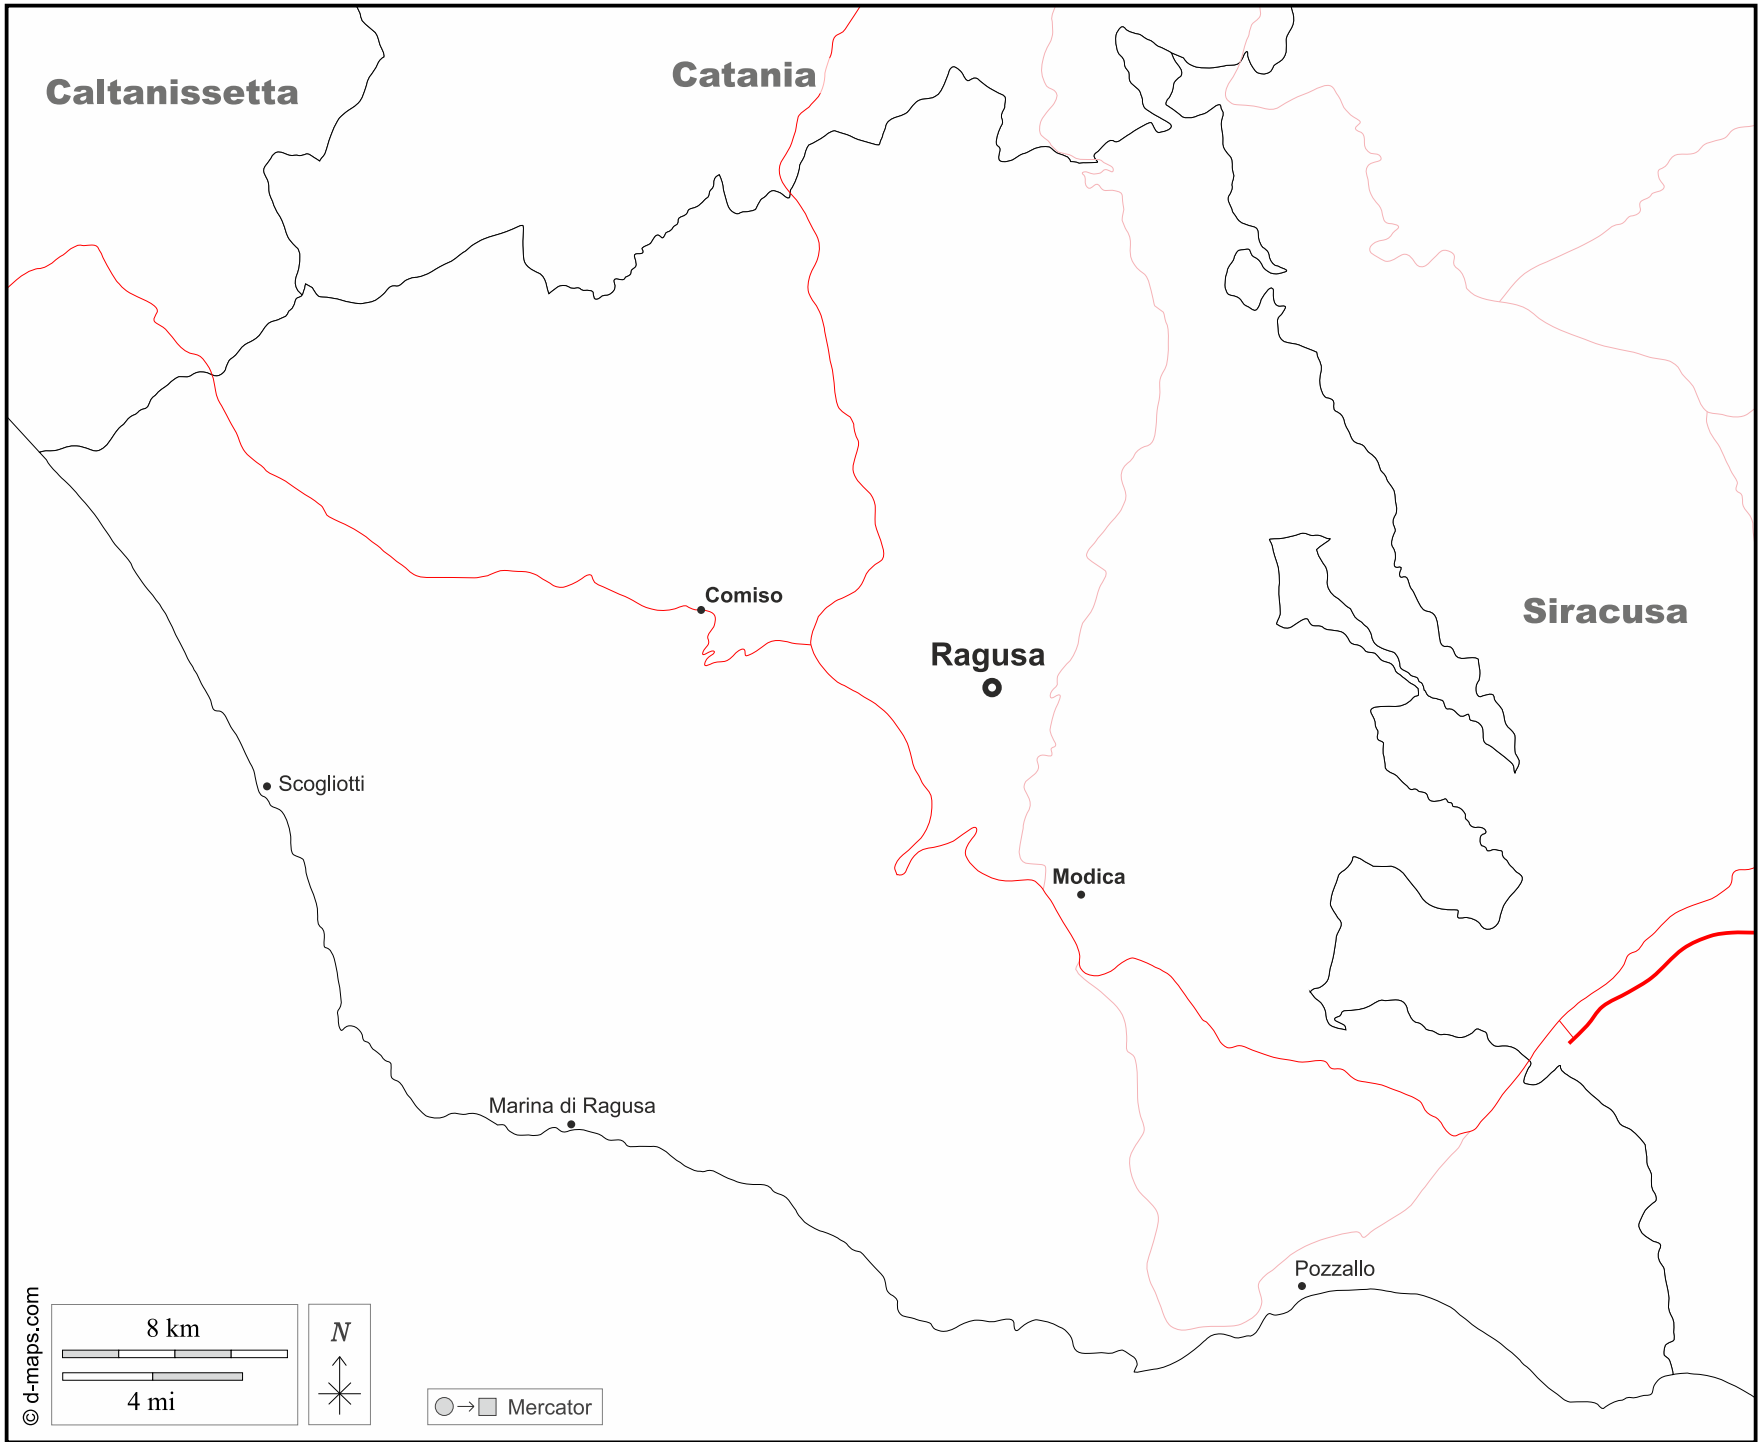 Caltanissetta
Catania
Comiso
Siracusa
Ragusa
Scogliotti
Modica
Marina di Ragusa
Pozzallo
© d-maps.com
8 km
4 mi
N
Mercator